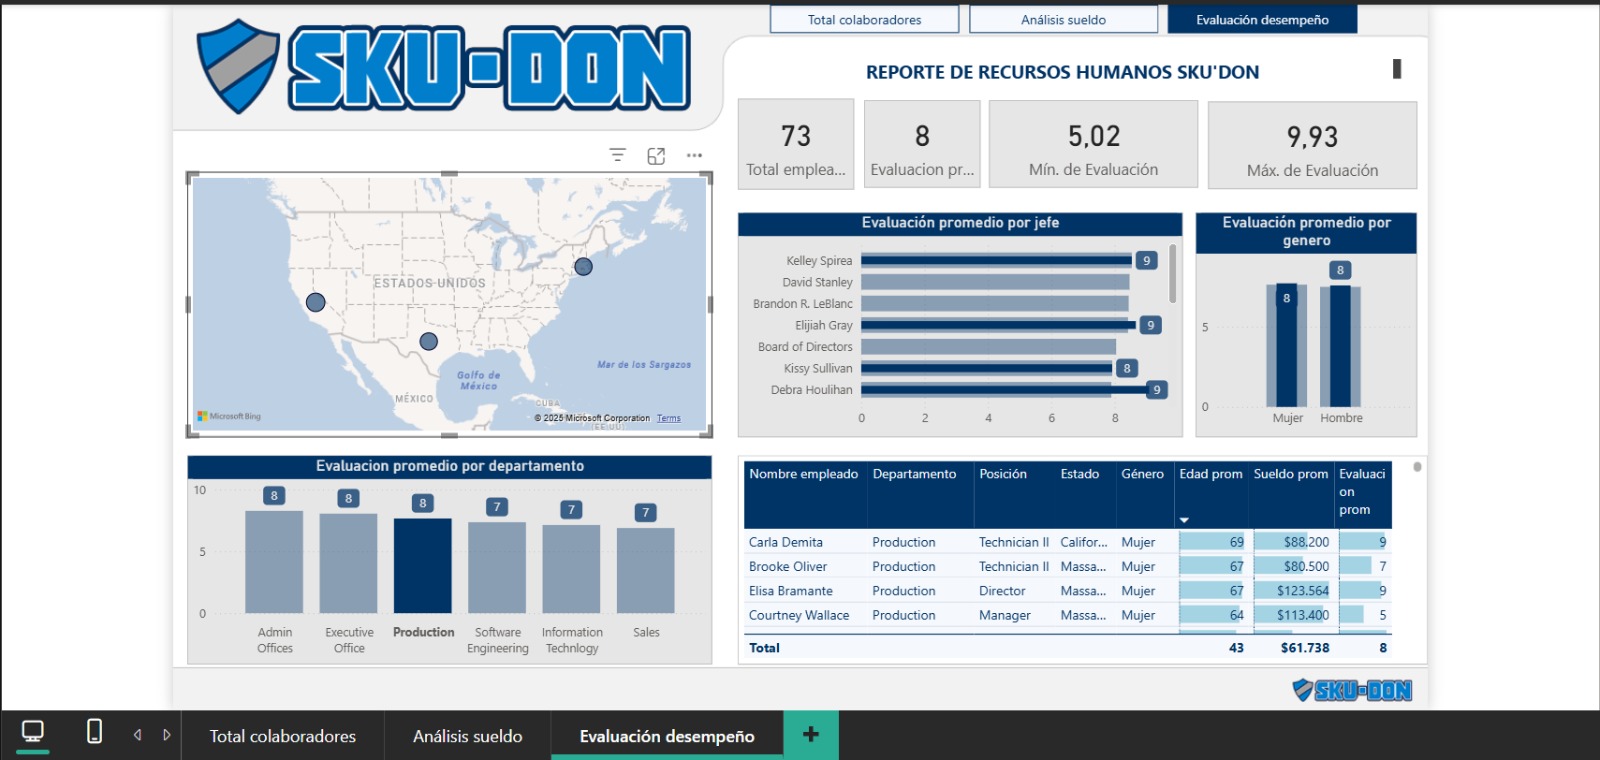 SKU-DON
Total colaboradores
Análisis sueldo
Evaluación desempeño
REPORTE DE RECURSOS HUMANOS SKU'DON
73
Total emplea...
8
Evaluacion pr...
5,02
Mín. de Evaluación
9,93
Máx. de Evaluación
ESTADOS UNIDOS
Mar de los Sargazos
Golfo de
México
MÉXICO
CUBA
Microsoft Bing
© 2025 Microsoft Corporation Terms
(EE.UU.)
Evaluación promedio por jefe
Kelley Spirea
9
David Stanley
Brandon R. LeBlanc
Elijiah Gray
9
Board of Directors
Kissy Sullivan
8
Debra Houlihan
9
0 2 4 6 8
Evaluación promedio por
genero
8
8
5
0
Mujer Hombre
Evaluacion promedio por departamento
10
8 8 8 7 7 7
5
0
Admin
Offices
Executive
Office
Production
Software
Engineering
Information
Technlogy
Sales
Nombre empleado Departamento Posición Estado Género Edad prom Sueldo prom Evaluaci
on
prom
Carla Demita Production Technician II Califor... Mujer 69 $88.200 9
Brooke Oliver Production Technician II Massa... Mujer 67 $80.500 7
Elisa Bramante Production Director Massa... Mujer 67 $123.564 9
Courtney Wallace Production Manager Massa... Mujer 64 $113.400 5
Total 43 $61.738 8
SKU-DON
Total colaboradores
Análisis sueldo
Evaluación desempeño
+